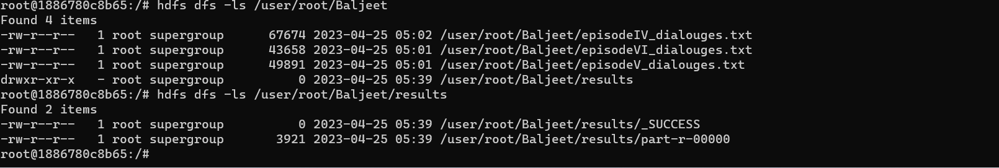 root@1886780c8b65:/# hdfs dfs -ls /user/root/Baljeet
Found 4 items
-rw-r--r--   1 root supergroup      67674 2023-04-25 05:02 /user/root/Baljeet/episodeIV_dialouges.txt
-rw-r--r--   1 root supergroup      43658 2023-04-25 05:01 /user/root/Baljeet/episodeVI_dialouges.txt
-rw-r--r--   1 root supergroup      49891 2023-04-25 05:01 /user/root/Baljeet/episodeV_dialouges.txt
drwxr-xr-x   - root supergroup          0 2023-04-25 05:39 /user/root/Baljeet/results
root@1886780c8b65:/# hdfs dfs -ls /user/root/Baljeet/results
Found 2 items
-rw-r--r--   1 root supergroup          0 2023-04-25 05:39 /user/root/Baljeet/results/_SUCCESS
-rw-r--r--   1 root supergroup       3921 2023-04-25 05:39 /user/root/Baljeet/results/part-r-00000
root@1886780c8b65:/#